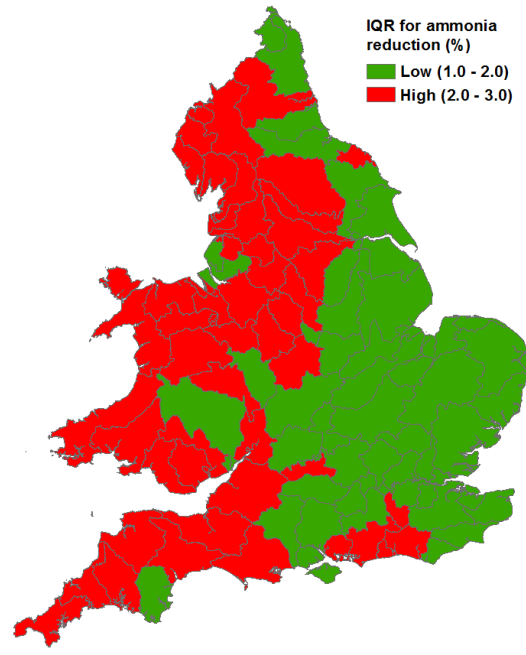 IQR for ammonia
reduction (%)
Low (1.0 - 2.0)
High (2.0 - 3.0)